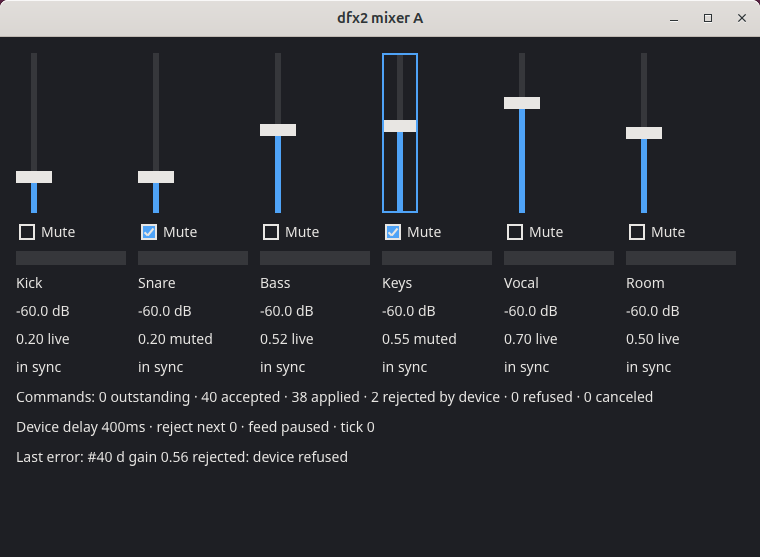 dfx2 mixer A
Mute Mute Mute Mute Mute Mute
Kick Snare Bass Keys Vocal Room
-60.0 dB -60.0 dB -60.0 dB -60.0 dB -60.0 dB -60.0 dB
0.20 live 0.20 muted 0.52 live 0.55 muted 0.70 live 0.50 live
in sync in sync in sync in sync in sync in sync
Commands: 0 outstanding · 40 accepted · 38 applied · 2 rejected by device · 0 refused · 0 canceled
Device delay 400ms · reject next 0 · feed paused · tick 0
Last error: #40 d gain 0.56 rejected: device refused